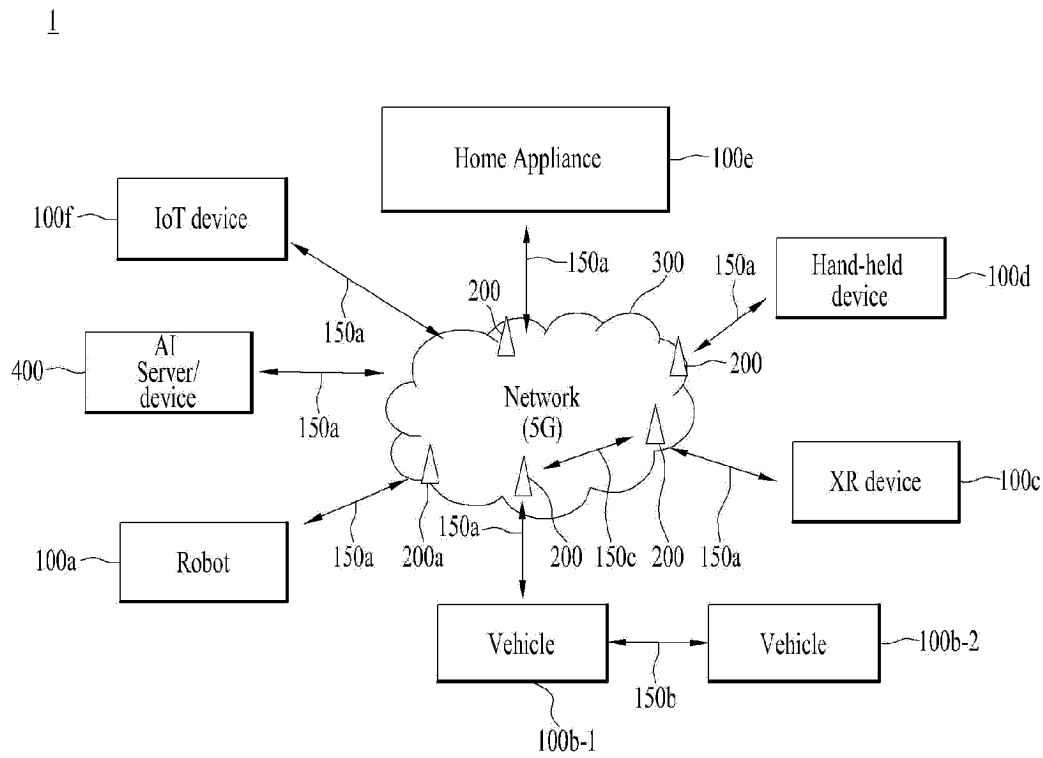 1
Home Appliance
100e
100f
IoT device
150a
300
150a
Hand-held
device
100d
200
150a
400
AI
Server/
device
150a
200
Network
(5G)
XR device
100c
150a
100a
Robot
150a
200a
150a
200
150c
200
150a
Vehicle
Vehicle
100b-2
150b
100b-1